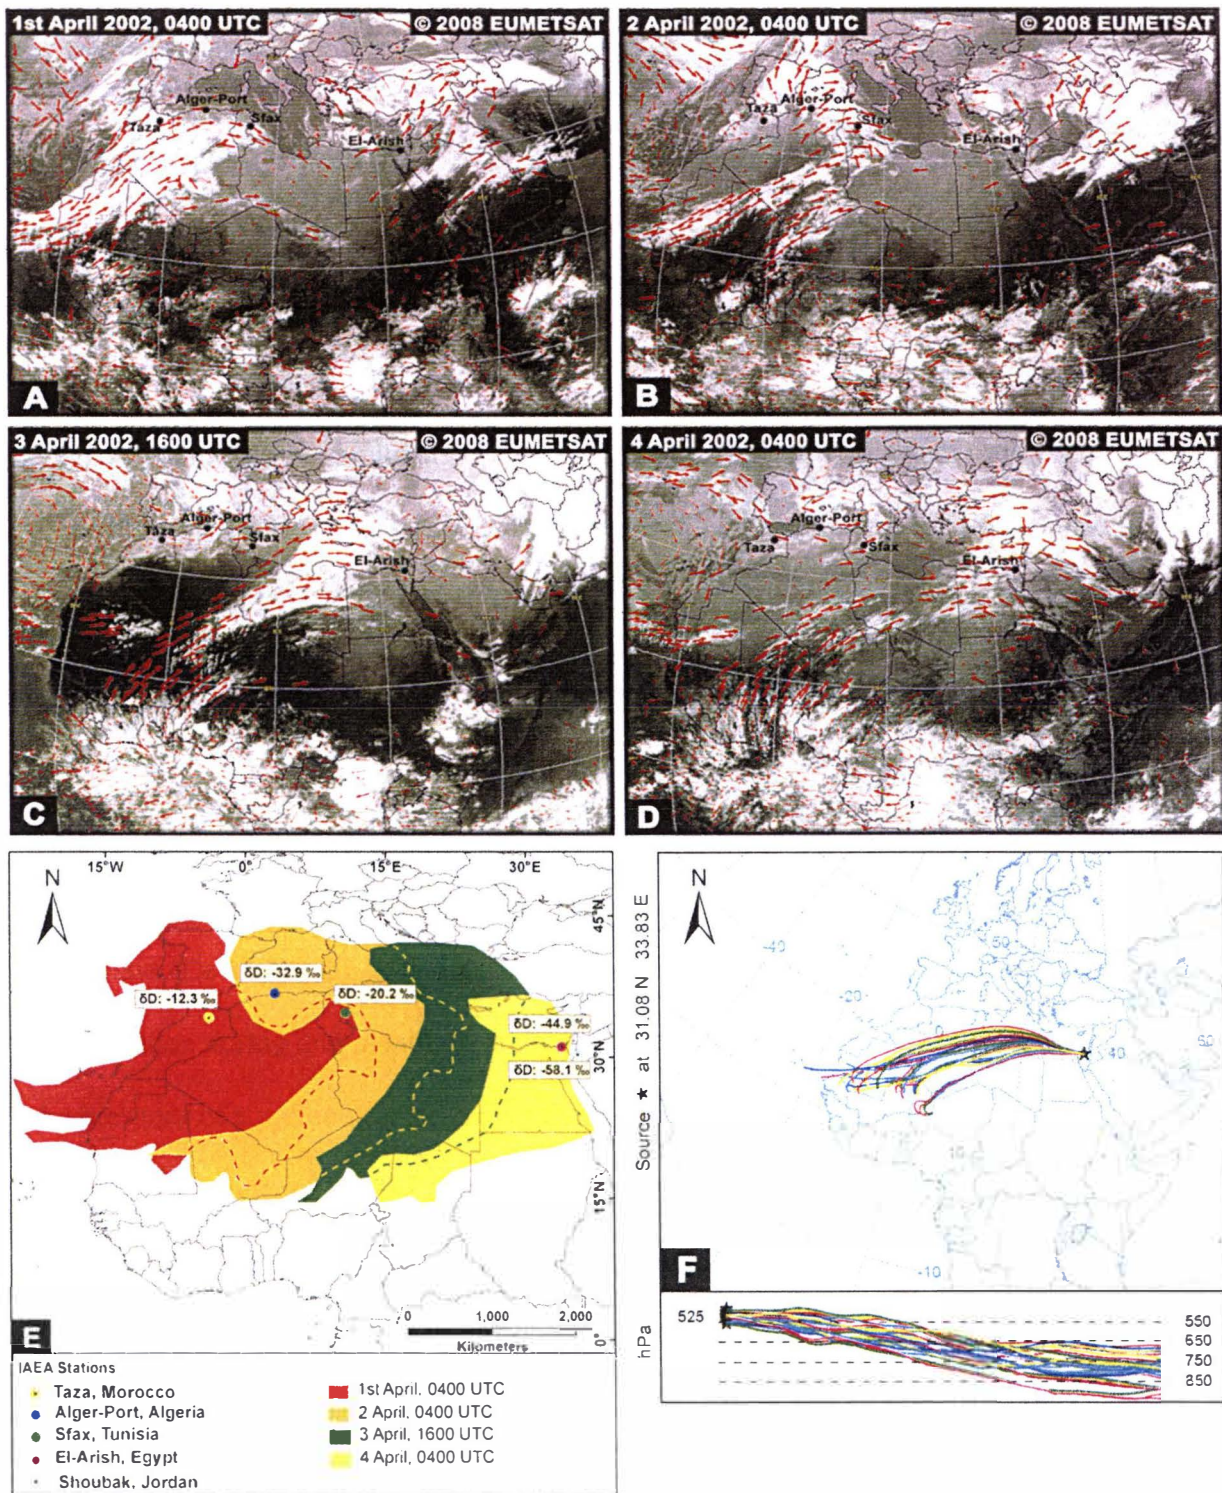 1st April 2002, 0400 UTC © 2008 EUMETSAT
Alger-Port
Taza
Sfax
El-Arish
A
2 April 2002, 0400 UTC © 2008 EUMETSAT
Alger-Port
Taza
Sfax
El-Arish
B
3 April 2002, 1600 UTC © 2008 EUMETSAT
Alger-Port
Taza
Sfax
El-Arish
C
4 April 2002, 0400 UTC © 2008 EUMETSAT
Alger-Port
Taza
Sfax
El-Arish
D
15°W 0° 15°E 30°E
N
45°N
δD: -32.9 ‰
δD: -12.3 ‰
δD: -20.2 ‰
δD: -44.9 ‰
30°N
δD: -58.1 ‰
15°N
0 1,000 2,000
Kilometers
0°
E
IAEA Stations
Taza, Morocco
Alger-Port, Algeria
Sfax, Tunisia
El-Arish, Egypt
Shoubak, Jordan
1st April, 0400 UTC
2 April, 0400 UTC
3 April, 1600 UTC
4 April, 0400 UTC
Source ★ at 31.08 N 33.83 E
N
-40
50
-20
40
50
10
-10
F
hPa
525
550
650
750
850